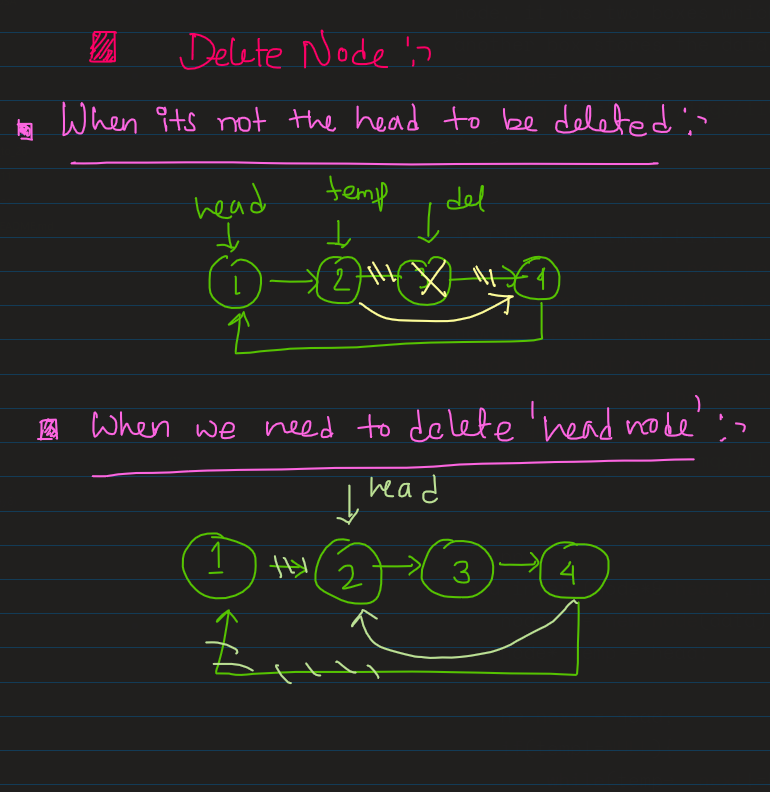 Delete Node :-
When its not the head to be deleted :-
head temp del
1 2 3 4
When we need to delete 'head node' :-
head
1 2 3 4